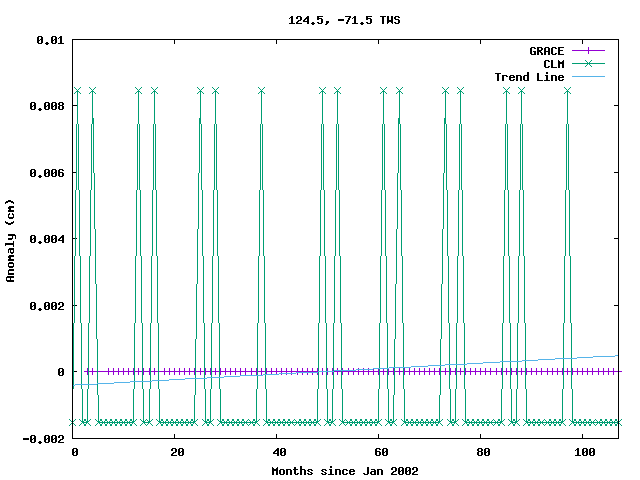 124.5, -71.5 TWS
0.01
GRACE
CLM
Trend Line
0.008
0.006
0.004
Anomaly (cm)
0.002
0
-0.002
0 20 40 60 80 100
Months since Jan 2002